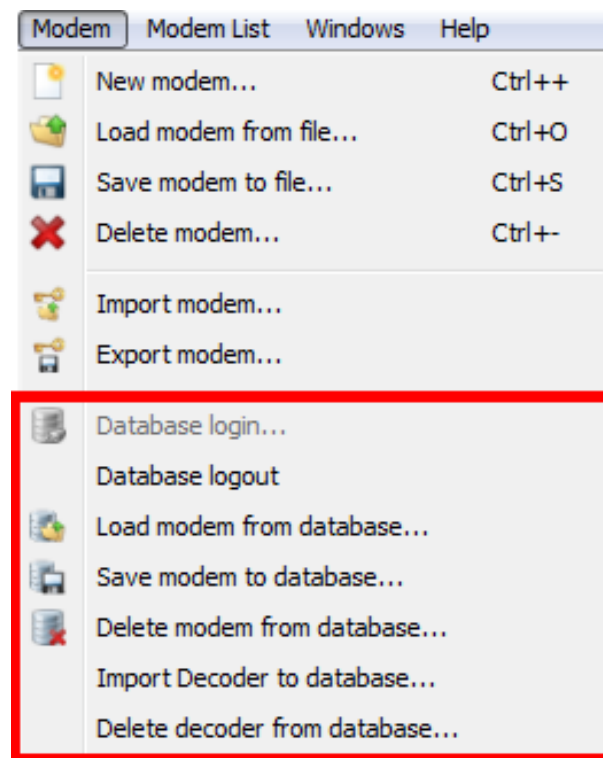 Modem Modem List Windows Help
New modem... Ctrl++
Load modem from file... Ctrl+O
Save modem to file... Ctrl+S
Delete modem... Ctrl+-
Import modem...
Export modem...
Database login...
Database logout
Load modem from database...
Save modem to database...
Delete modem from database...
Import Decoder to database...
Delete decoder from database...